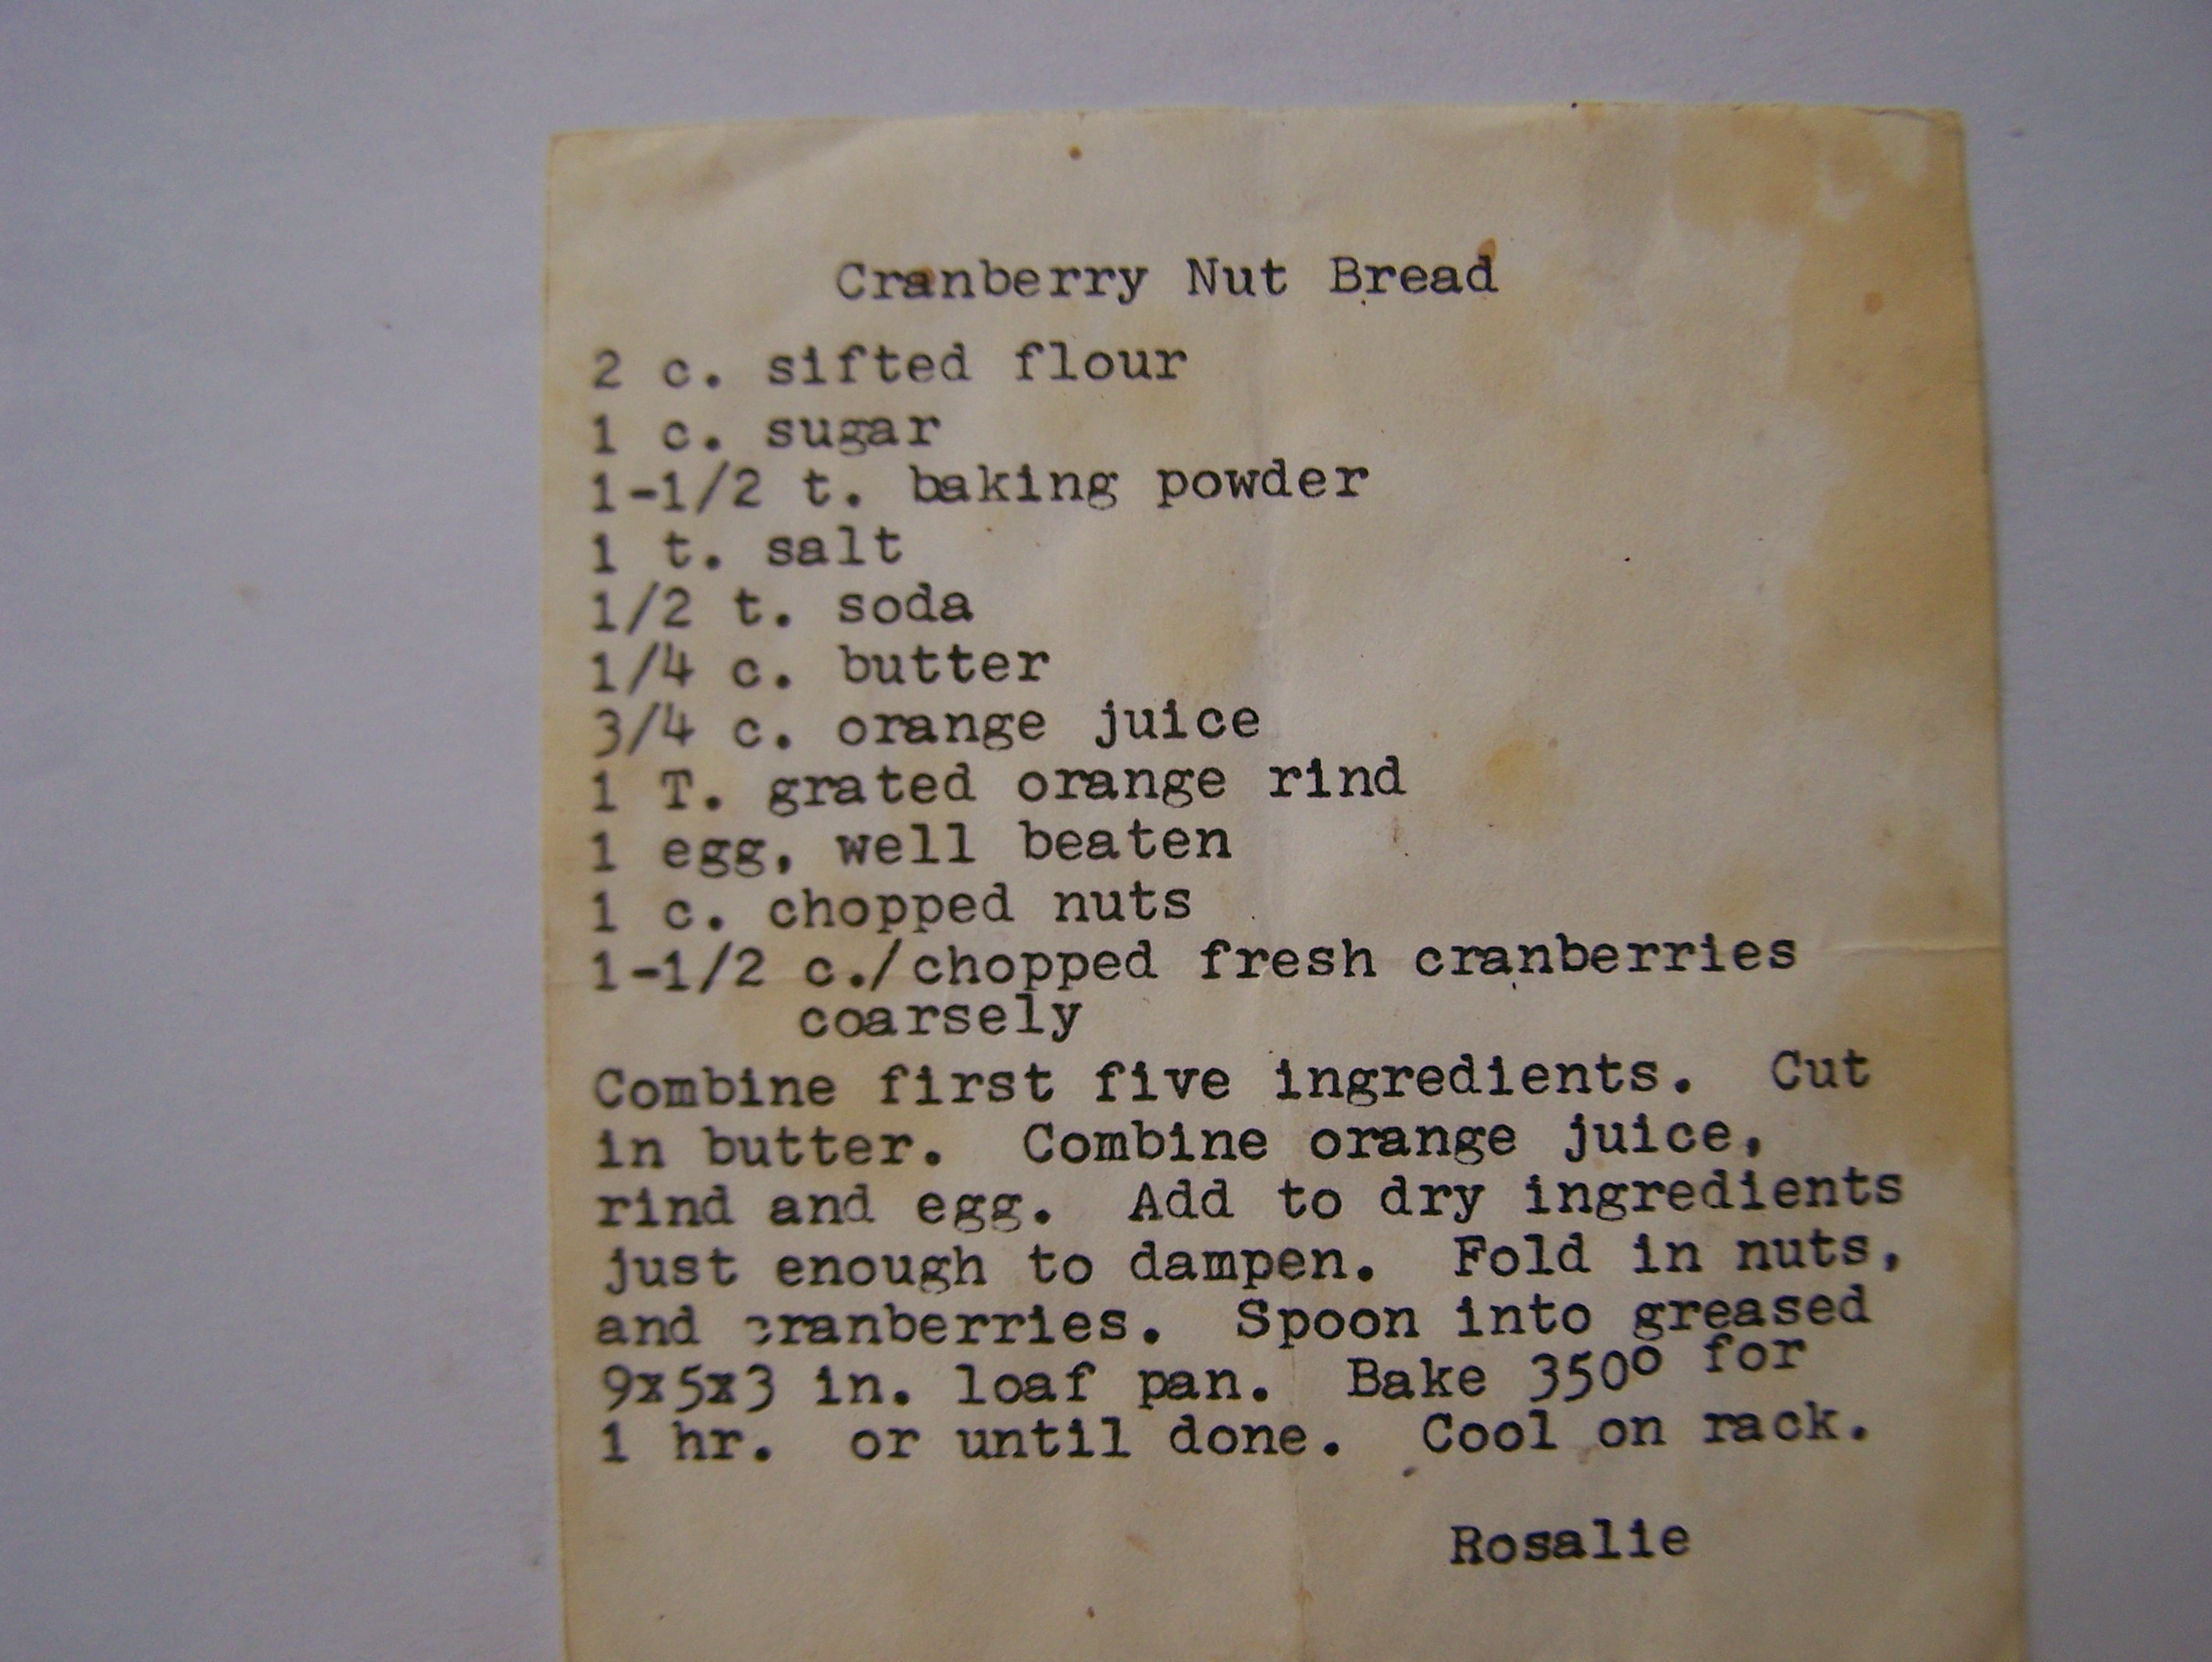 Cranberry Nut Bread
2 c. sifted flour
1 c. sugar
1-1/2 t. baking powder
1 t. salt
1/2 t. soda
1/4 c. butter
3/4 c. orange juice
1 T. grated orange rind
1 egg, well beaten
1 c. chopped nuts
1-1/2 c./chopped fresh cranberries
coarsely
Combine first five ingredients. Cut
in butter. Combine orange juice,
rind and egg. Add to dry ingredients
just enough to dampen. Fold in nuts,
and cranberries. Spoon into greased
9x5x3 in. loaf pan. Bake 350º for
1 hr. or until done. Cool on rack.
Rosalie